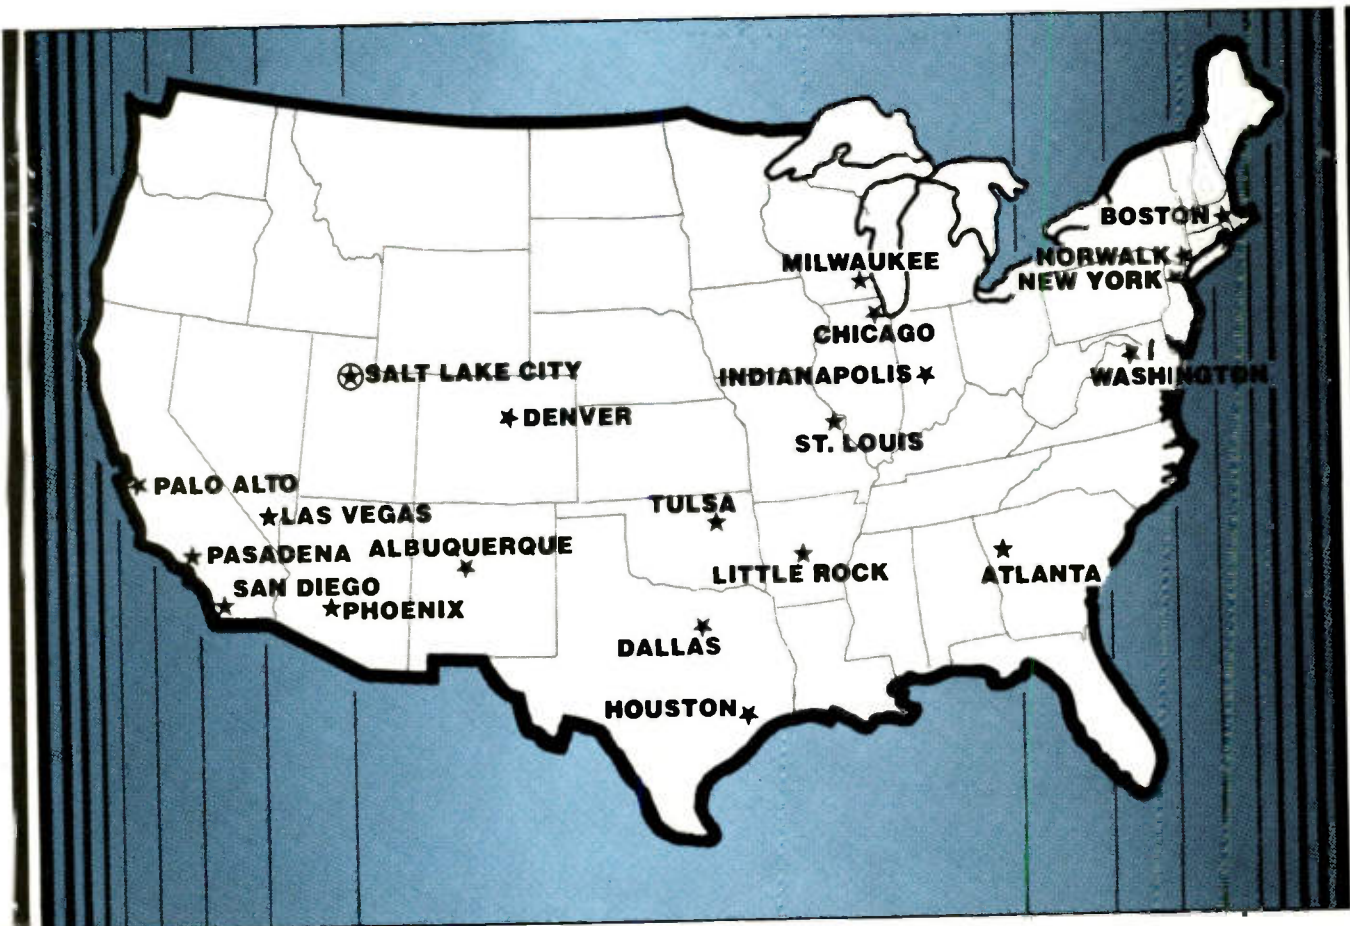 BOSTON
NORWALK
MILWAUKEE
NEW YORK
CHICAGO
SALT LAKE CITY
INDIANAPOLIS
WASHINGTON
DENVER
ST. LOUIS
PALO ALTO
TULSA
LAS VEGAS
PASADENA
ALBUQUERQUE
LITTLE ROCK
ATLANTA
SAN DIEGO
PHOENIX
DALLAS
HOUSTON